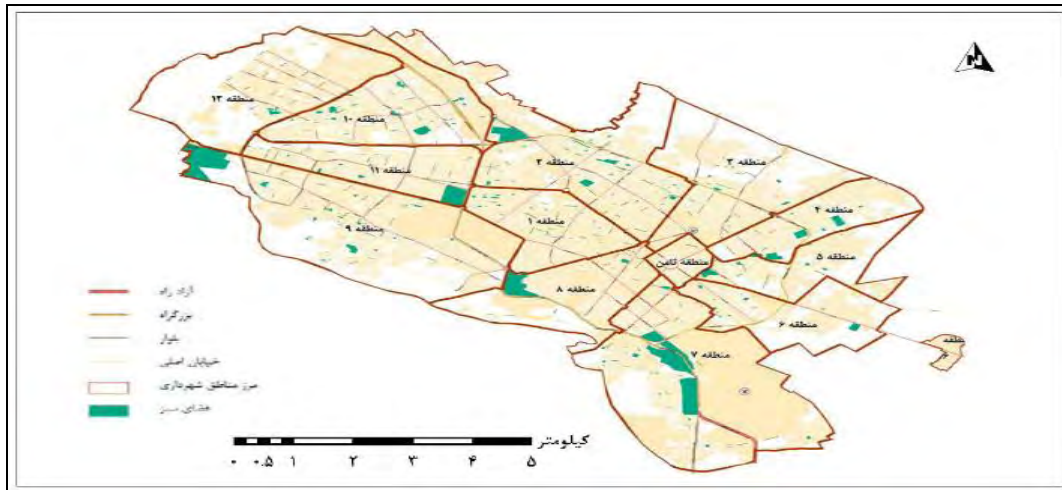 N
منطقه ۱۲
منطقه ۱۰
منطقه ۳
منطقه ۲
منطقه ۱۱
منطقه ۴
منطقه ۱
منطقه ۹
منطقه ۵
منطقه ثامن
منطقه ۸
منطقه ۶
منطقه
منطقه ۷
آزاد راه
بزرگراه
بلوار
خیابان اصلی
مرز مناطق شهرداری
فضای سبز
کیلومتر
۰ ۰.۵ ۱ ۲ ۳ ۴ ۵